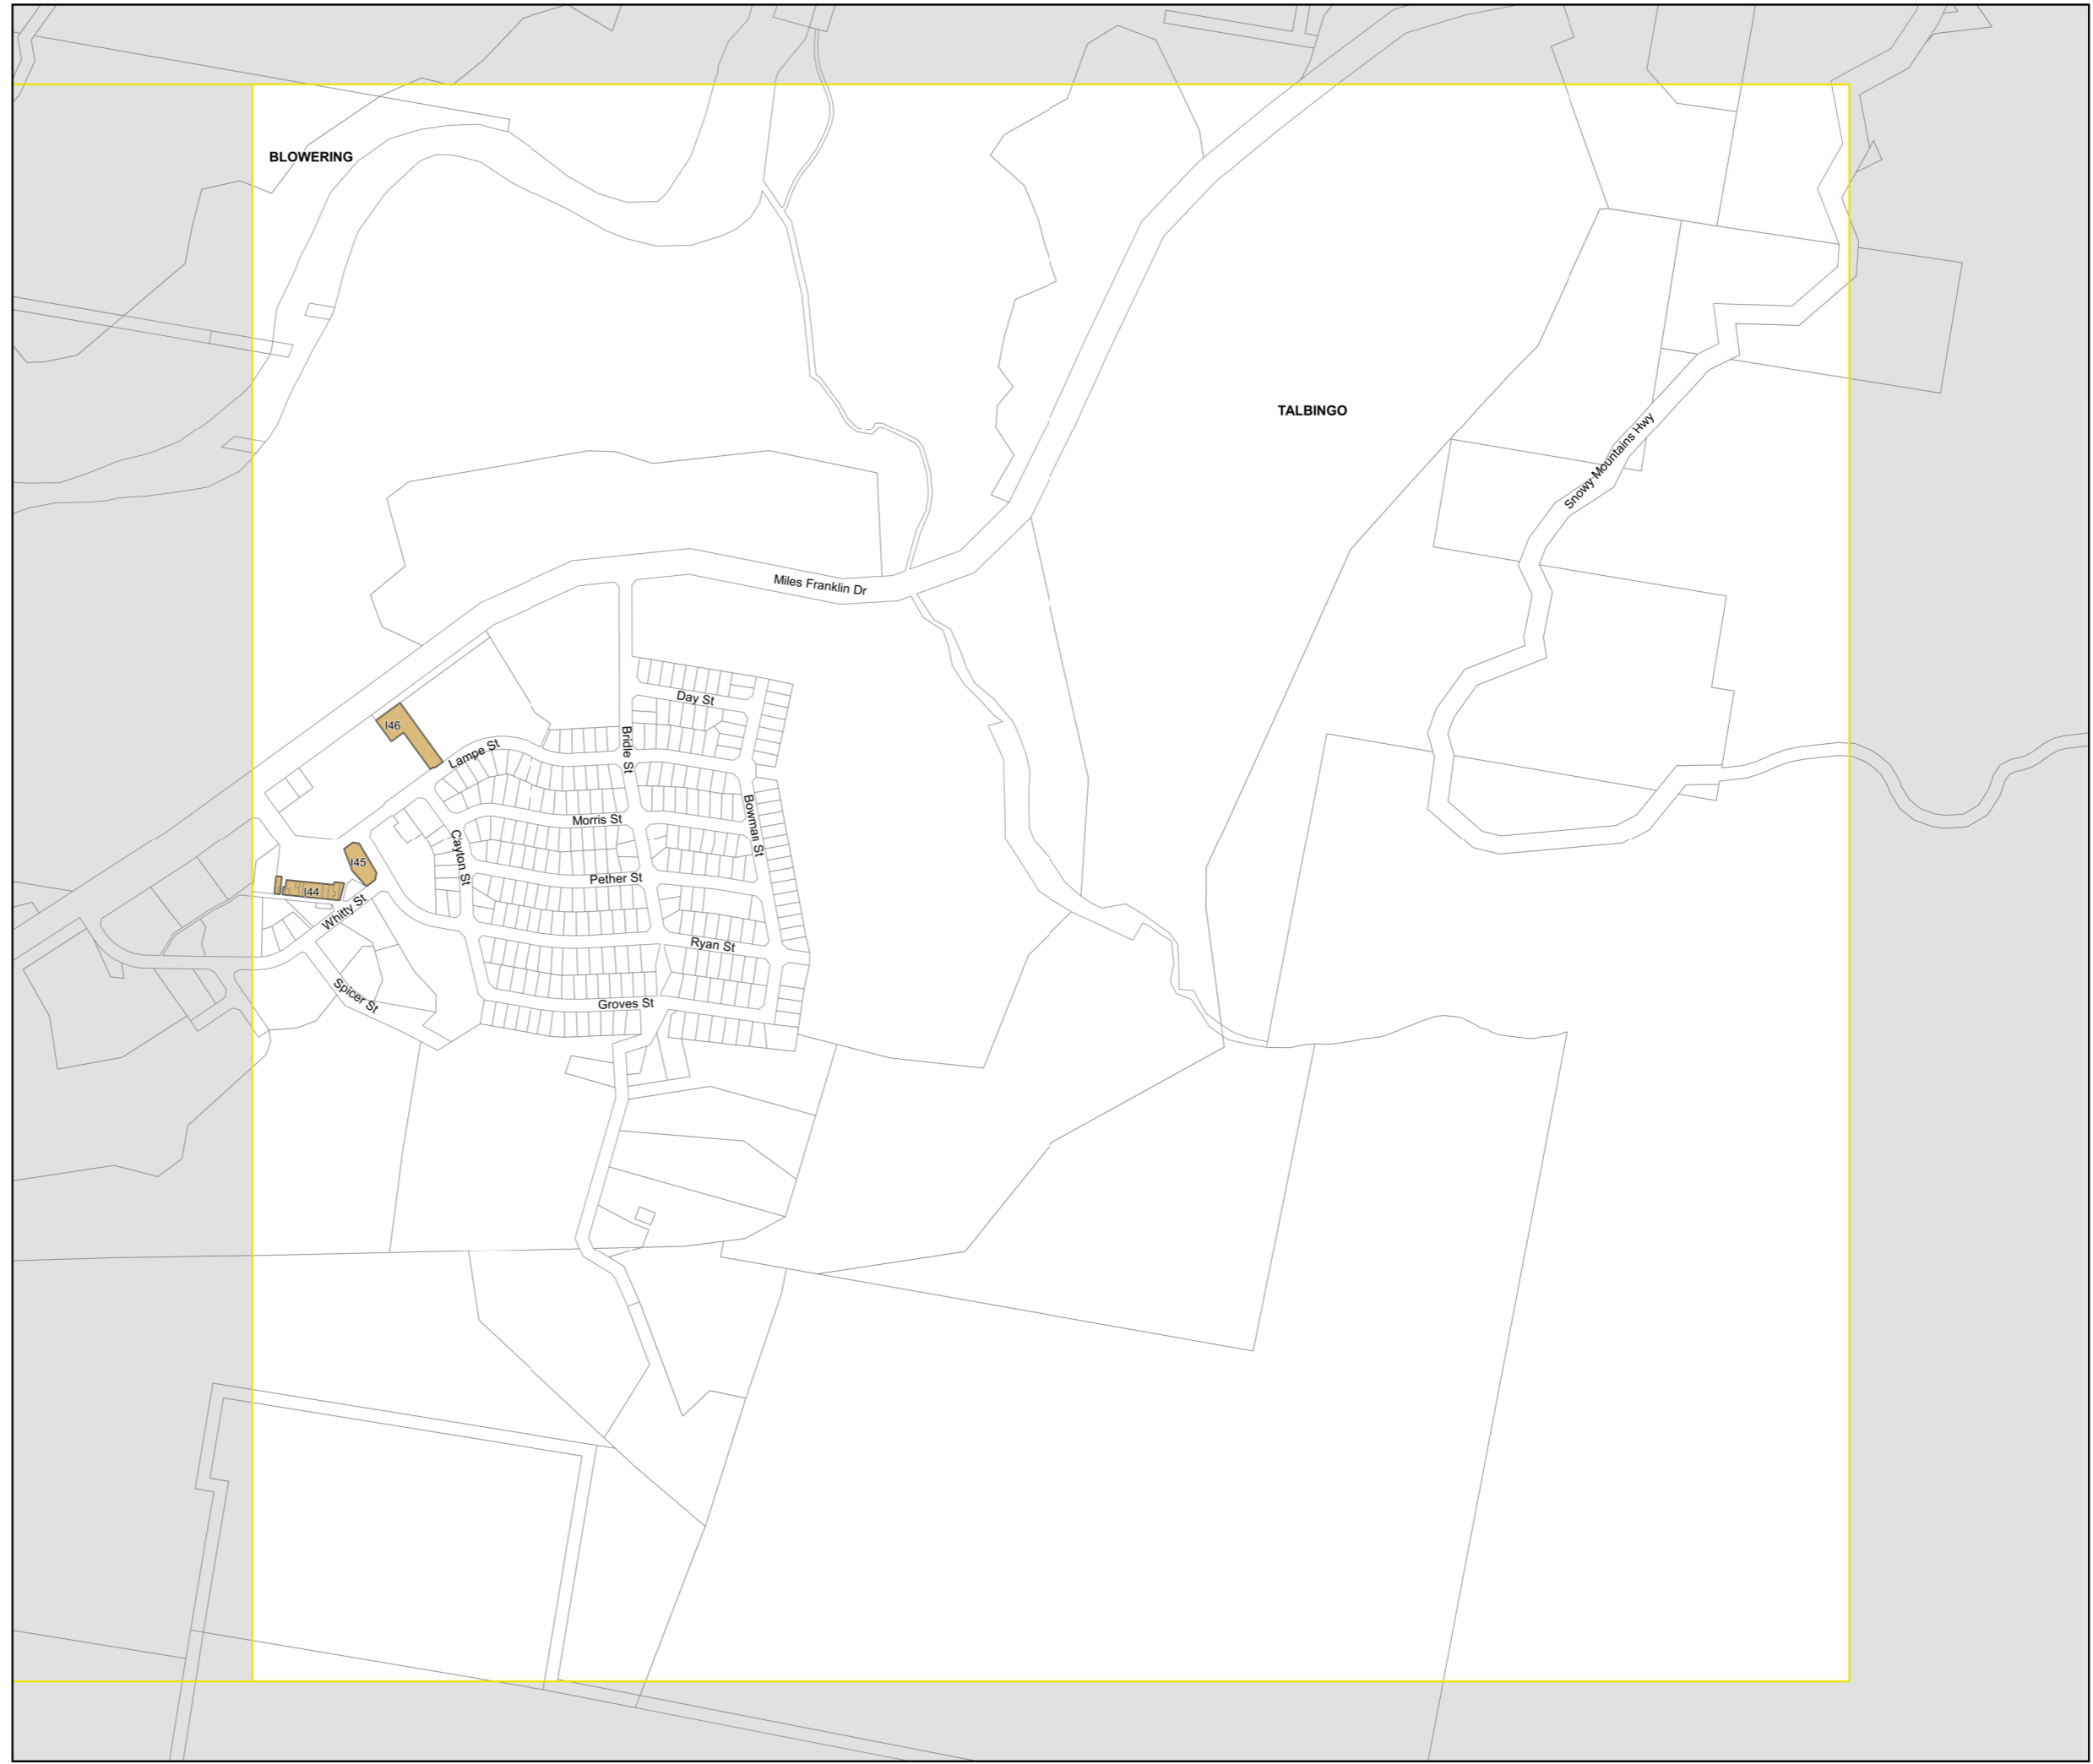 BLOWERING
TALBINGO
Snowy Mountains Hwy
Miles Franklin Dr
Day St
I46
Bridle St
Lampe St
Bowman St
Morris St
Clayton St
I45
Pether St
I44
Whitty St
Ryan St
Spicer St
Groves St